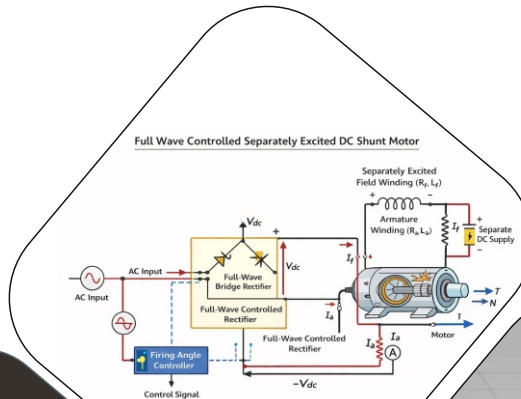 Full Wave Controlled Separately Excited DC Shunt Motor
Separately Excited
Field Winding (Rf, Lf)
+ −
Armature
Winding (Ra, La)
If
+
Separate
DC Supply
−
Vdc
+
AC Input
AC Input
Full-Wave
Bridge Rectifier
Vdc
If
Full-Wave Controlled
Rectifier
Ia
T
N
Full-Wave Controlled
Rectifier
Motor
Ia
Ia
A
Firing Angle
Controller
−Vdc
Control Signal